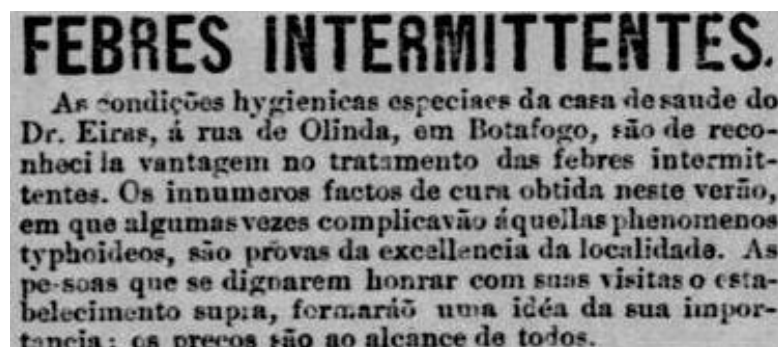 FEBRES INTERMITTENTES.
As condições hygienicas especiaes da casa de saude do
Dr. Eiras, á rua de Olinda, em Botafogo, são de reco-
nhecida vantagem no tratamento das febres intermit-
tentes. Os innumeros factos de cura obtida neste verão,
em que algumas vezes complicavão áquellas phenomenos
typhoideos, são provas da excellencia da localidade. As
pessoas que se dignarem honrar com suas visitas o esta-
belecimento supra, formaráõ uma idéa da sua impor-
tancia; os preços são ao alcance de todos.